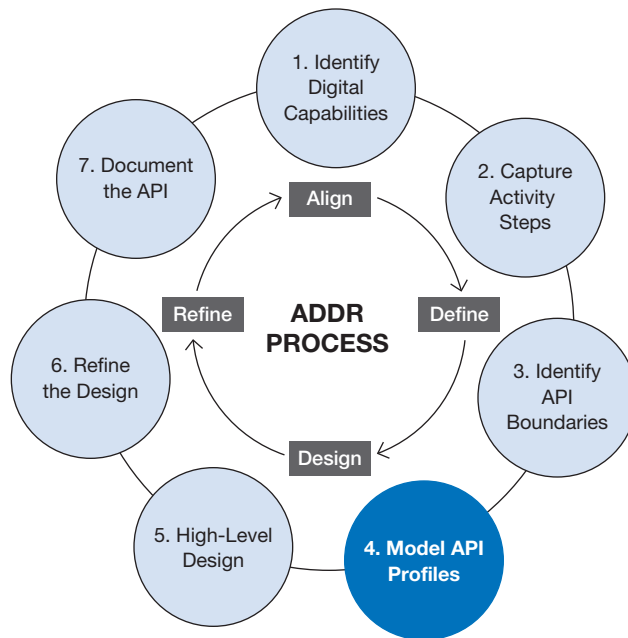 1. Identify
Digital
Capabilities
2. Capture
Activity
Steps
3. Identify
API
Boundaries
4. Model API
Profiles
5. High-Level
Design
6. Refine
the Design
7. Document
the API
Align
Define
Design
Refine
ADDR
PROCESS